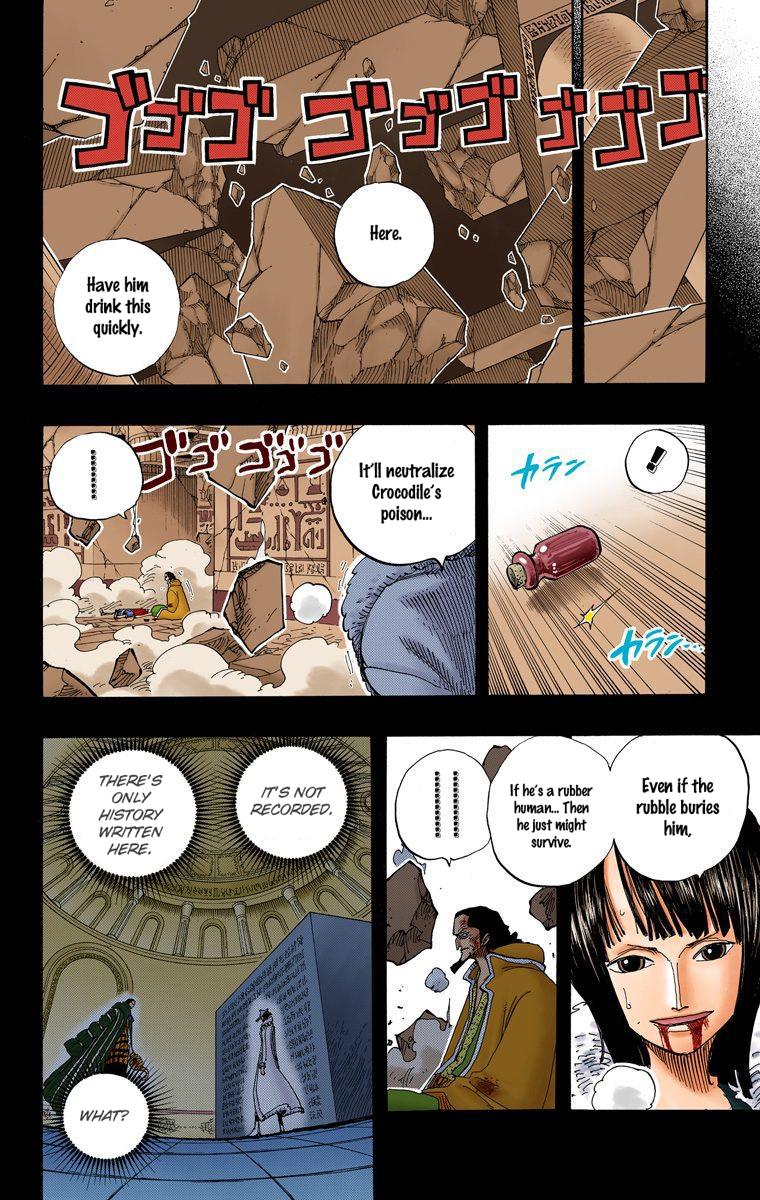 ゴゴゴ ゴゴゴ ゴゴゴ
Here.
Have him
drink this
quickly.
!
カラン
カラン…
It'll neutralize
Crocodile's
poison...
ゴゴ ゴゴゴ
.........
Even if the
rubble buries
him,
If he's a rubber
human... Then
he just might
survive.
IT'S NOT
RECORDED.
THERE'S
ONLY
HISTORY
WRITTEN
HERE.
WHAT?